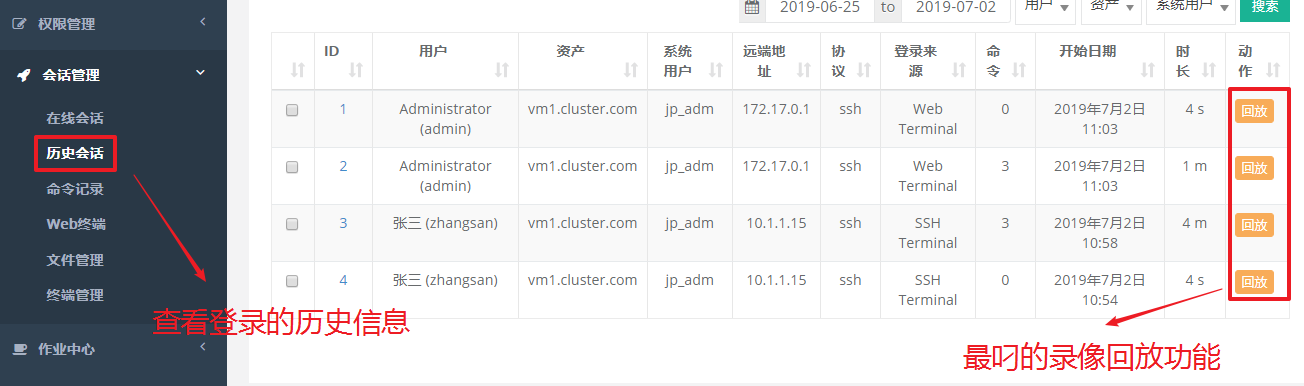 权限管理
会话管理
在线会话
历史会话
命令记录
Web终端
文件管理
终端管理
作业中心
查看登录的历史信息
2019-06-25 to 2019-07-02 用户 资产 系统用户 搜索
ID 用户 资产 系统用户 远端地址 协议 登录来源 命令 开始日期 时长 动作
1 Administrator (admin) vm1.cluster.com jp_adm 172.17.0.1 ssh Web Terminal 0 2019年7月2日 11:03 4 s 回放
2 Administrator (admin) vm1.cluster.com jp_adm 172.17.0.1 ssh Web Terminal 3 2019年7月2日 11:03 1 m 回放
3 张三 (zhangsan) vm1.cluster.com jp_adm 10.1.1.15 ssh SSH Terminal 3 2019年7月2日 10:58 4 m 回放
4 张三 (zhangsan) vm1.cluster.com jp_adm 10.1.1.15 ssh SSH Terminal 0 2019年7月2日 10:54 4 s 回放
最叼的录像回放功能